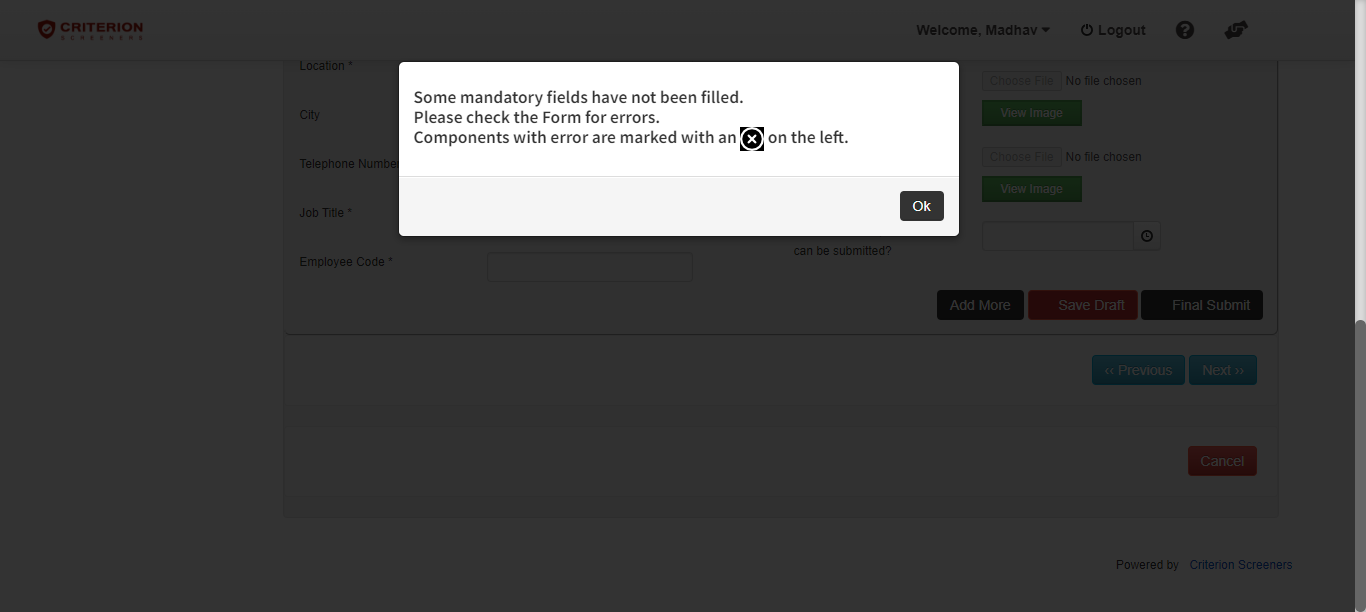 CRITERION
SCREENERS
Welcome, Madhav
Logout
Location *
City
Telephone Number
Job Title *
Employee Code *
Some mandatory fields have not been filled.
Please check the Form for errors.
Components with error are marked with an on the left.
Ok
Choose File No file chosen
View Image
Choose File No file chosen
View Image
can be submitted?
Add More Save Draft Final Submit
‹‹ Previous Next ››
Cancel
Powered by Criterion Screeners